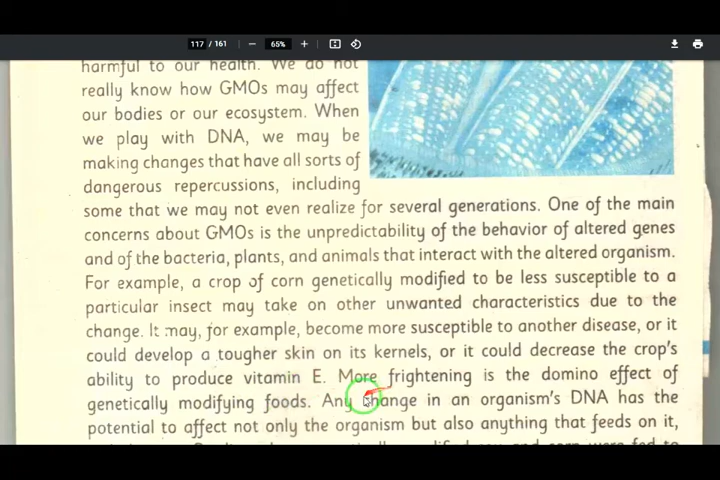 117 / 161
65%
harmful to our health. We do not
really know how GMOs may affect
our bodies or our ecosystem. When
we play with DNA, we may be
making changes that have all sorts of
dangerous repercussions, including
some that we may not even realize for several generations. One of the main
concerns about GMOs is the unpredictability of the behavior of altered genes
and of the bacteria, plants, and animals that interact with the altered organism.
For example, a crop of corn genetically modified to be less susceptible to a
particular insect may take on other unwanted characteristics due to the
change. It may, for example, become more susceptible to another disease, or it
could develop a tougher skin on its kernels, or it could decrease the crop's
ability to produce vitamin E. More frightening is the domino effect of
genetically modifying foods. Any change in an organism's DNA has the
potential to affect not only the organism but also anything that feeds on it,